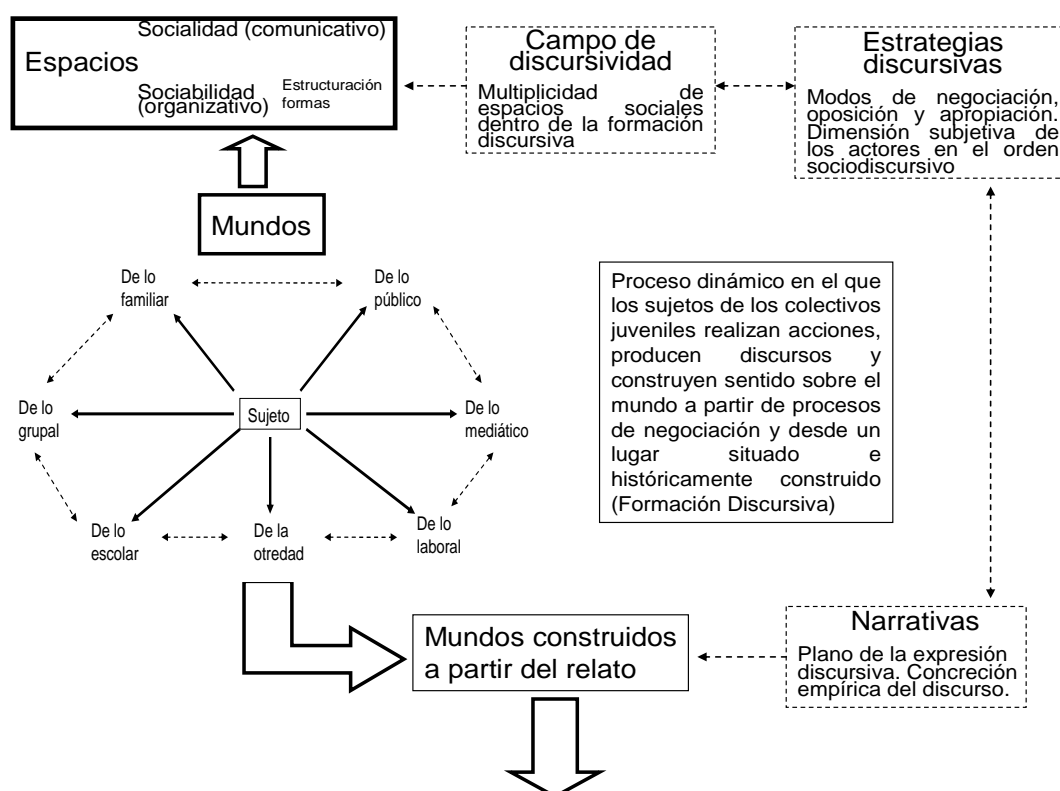 Socialidad (comunicativo)
Espacios
Sociabilidad
(organizativo)
Estructuración
formas
Campo de
discursividad
Multiplicidad de
espacios sociales
dentro de la formación
discursiva
Estrategias
discursivas
Modos de negociación,
oposición y apropiación.
Dimensión subjetiva de
los actores en el orden
sociodiscursivo
Mundos
De lo
familiar
De lo
público
De lo
grupal
Sujeto
De lo
mediático
De lo
escolar
De la
otredad
De lo
laboral
Proceso dinámico en el que
los sujetos de los colectivos
juveniles realizan acciones,
producen discursos y
construyen sentido sobre el
mundo a partir de procesos
de negociación y desde un
lugar situado e
históricamente construido
(Formación Discursiva)
Mundos construidos
a partir del relato
Narrativas
Plano de la expresión
discursiva. Concreción
empírica del discurso.